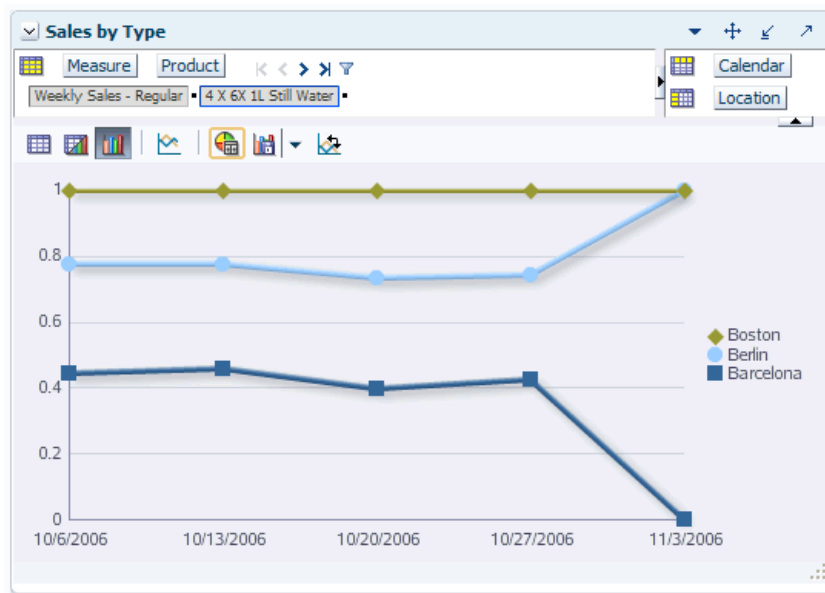 Sales by Type
Measure Product
Calendar
Weekly Sales - Regular 4 X 6X 1L Still Water
Location
1
0.8
0.6
0.4
0.2
0
10/6/2006 10/13/2006 10/20/2006 10/27/2006 11/3/2006
Boston
Berlin
Barcelona